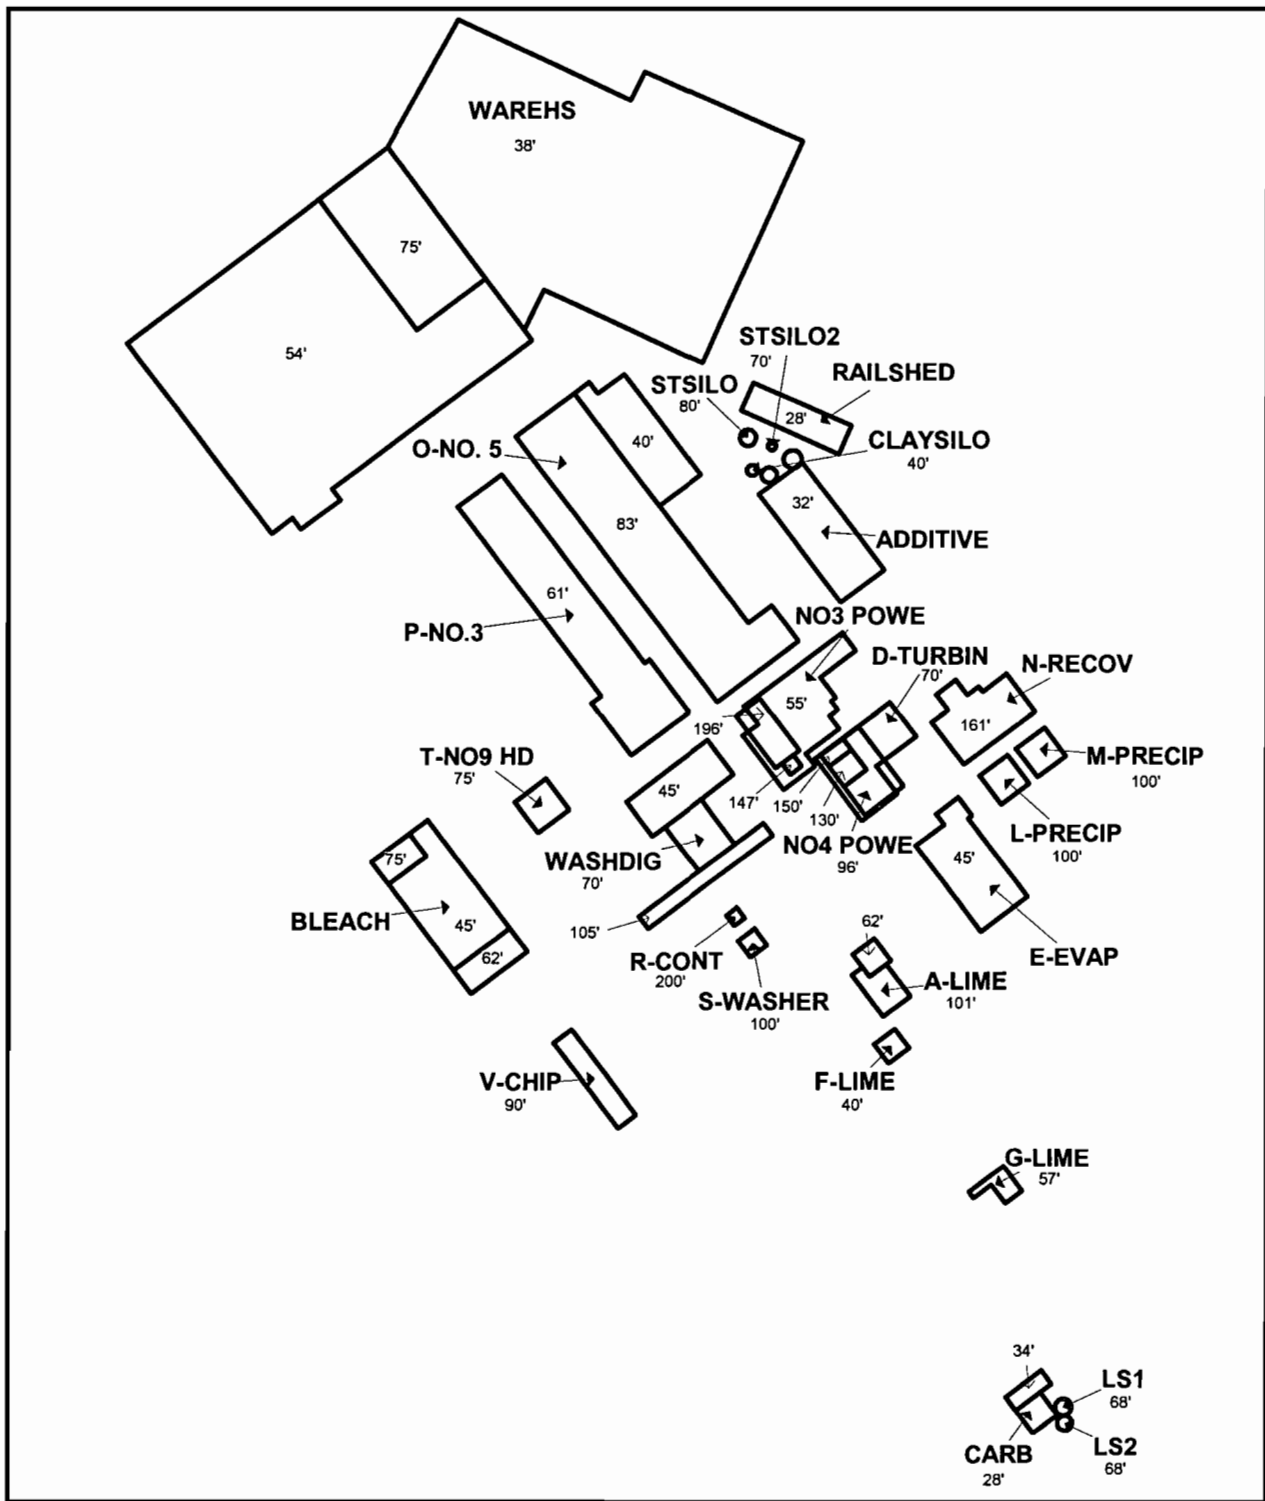 WAREHS
38'
75'
54'
STSILO2
70'
STSILO
80'
RAILSHED
28'
O-NO. 5
40'
CLAYSILO
40'
83'
32'
ADDITIVE
61'
P-NO.3
NO3 POWE
55'
D-TURBIN
70'
N-RECOV
161'
196'
T-NO9 HD
75'
45'
147'
150'
130'
M-PRECIP
100'
L-PRECIP
100'
NO4 POWE
96'
WASHDIG
70'
45'
75'
BLEACH
45'
62'
105'
R-CONT
200'
S-WASHER
100'
62'
A-LIME
101'
E-EVAP
V-CHIP
90'
F-LIME
40'
G-LIME
57'
34'
LS1
68'
CARB
28'
LS2
68'